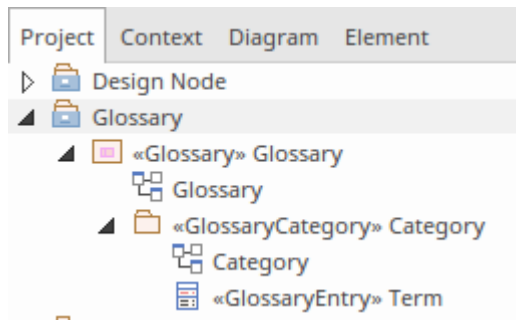 Project Context Diagram Element
Design Node
Glossary
«Glossary» Glossary
Glossary
«GlossaryCategory» Category
Category
«GlossaryEntry» Term